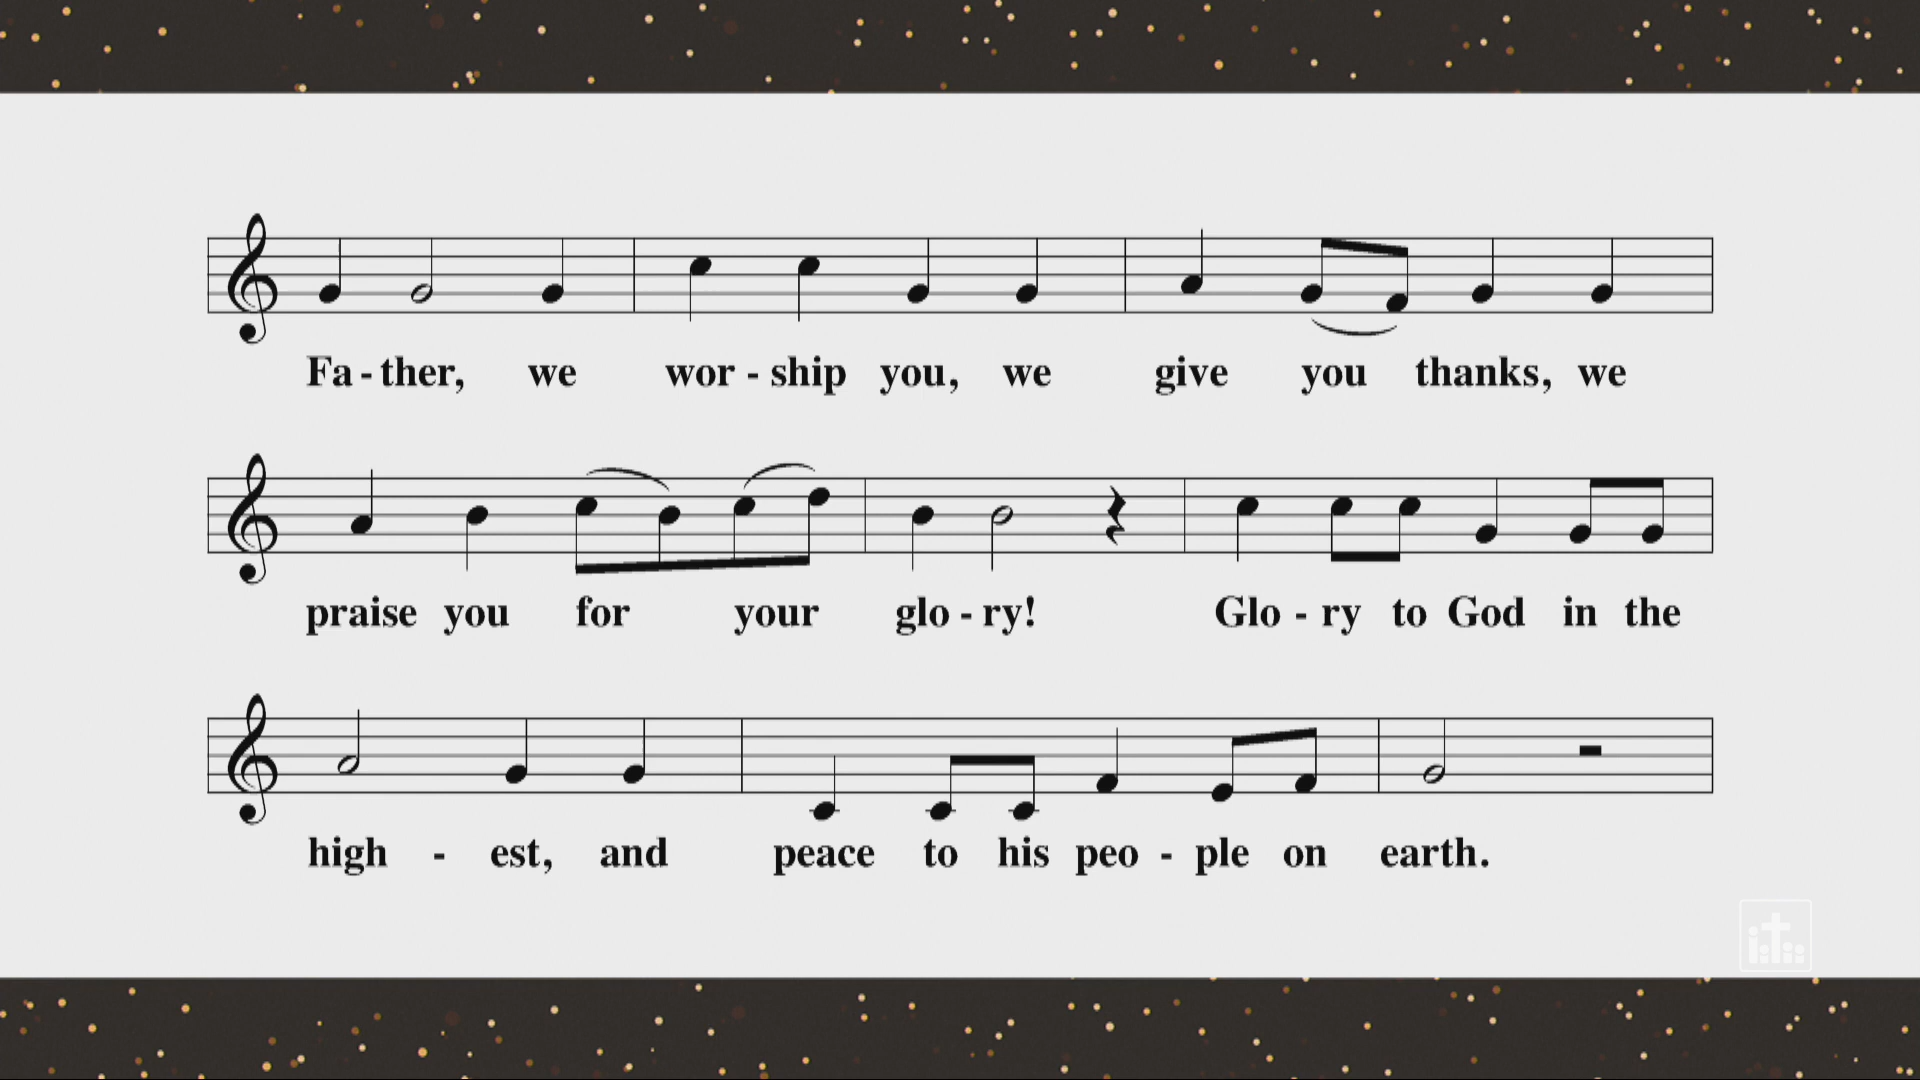 Fa - ther, we wor - ship you, we give you thanks, we
praise you for your glo - ry! Glo - ry to God in the
high - est, and peace to his peo - ple on earth.